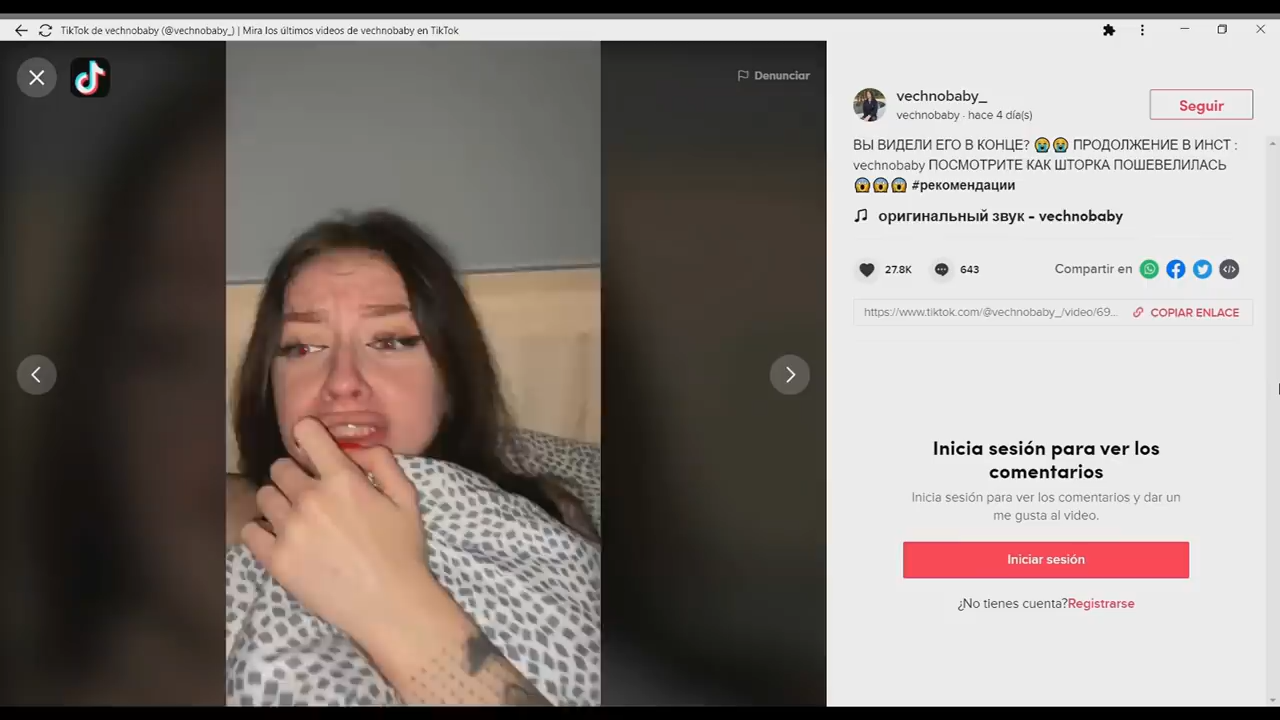 TikTok de vechnobaby (@vechnobaby_) | Mira los últimos videos de vechnobaby en TikTok
Denunciar
vechnobaby_
vechnobaby · hace 4 día(s)
Seguir
ВЫ ВИДЕЛИ ЕГО В КОНЦЕ? 😭😭 ПРОДОЛЖЕНИЕ В ИНСТ :
vechnobaby ПОСМОТРИТЕ КАК ШТОРКА ПОШЕВЕЛИЛАСЬ
😱😱😱 #рекомендации
оригинальный звук - vechnobaby
27.8K
643
Compartir en
https://www.tiktok.com/@vechnobaby_/video/69...
COPIAR ENLACE
Inicia sesión para ver los
comentarios
Inicia sesión para ver los comentarios y dar un
me gusta al video.
Iniciar sesión
¿No tienes cuenta?Registrarse